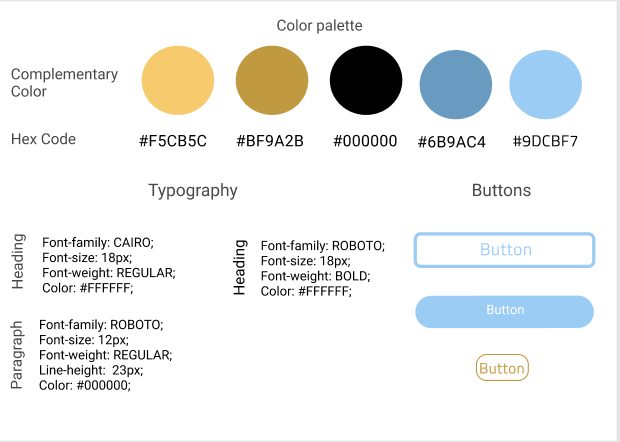 Color palette
Complementary
Color
Hex Code
#F5CB5C
#BF9A2B
#000000
#6B9AC4
#9DCBF7
Typography
Buttons
Heading
Font-family: CAIRO;
Font-size: 18px;
Font-weight: REGULAR;
Color: #FFFFFF;
Heading
Font-family: ROBOTO;
Font-size: 18px;
Font-weight: BOLD;
Color: #FFFFFF;
Paragraph
Font-family: ROBOTO;
Font-size: 12px;
Font-weight: REGULAR;
Line-height: 23px;
Color: #000000;
Button
Button
Button